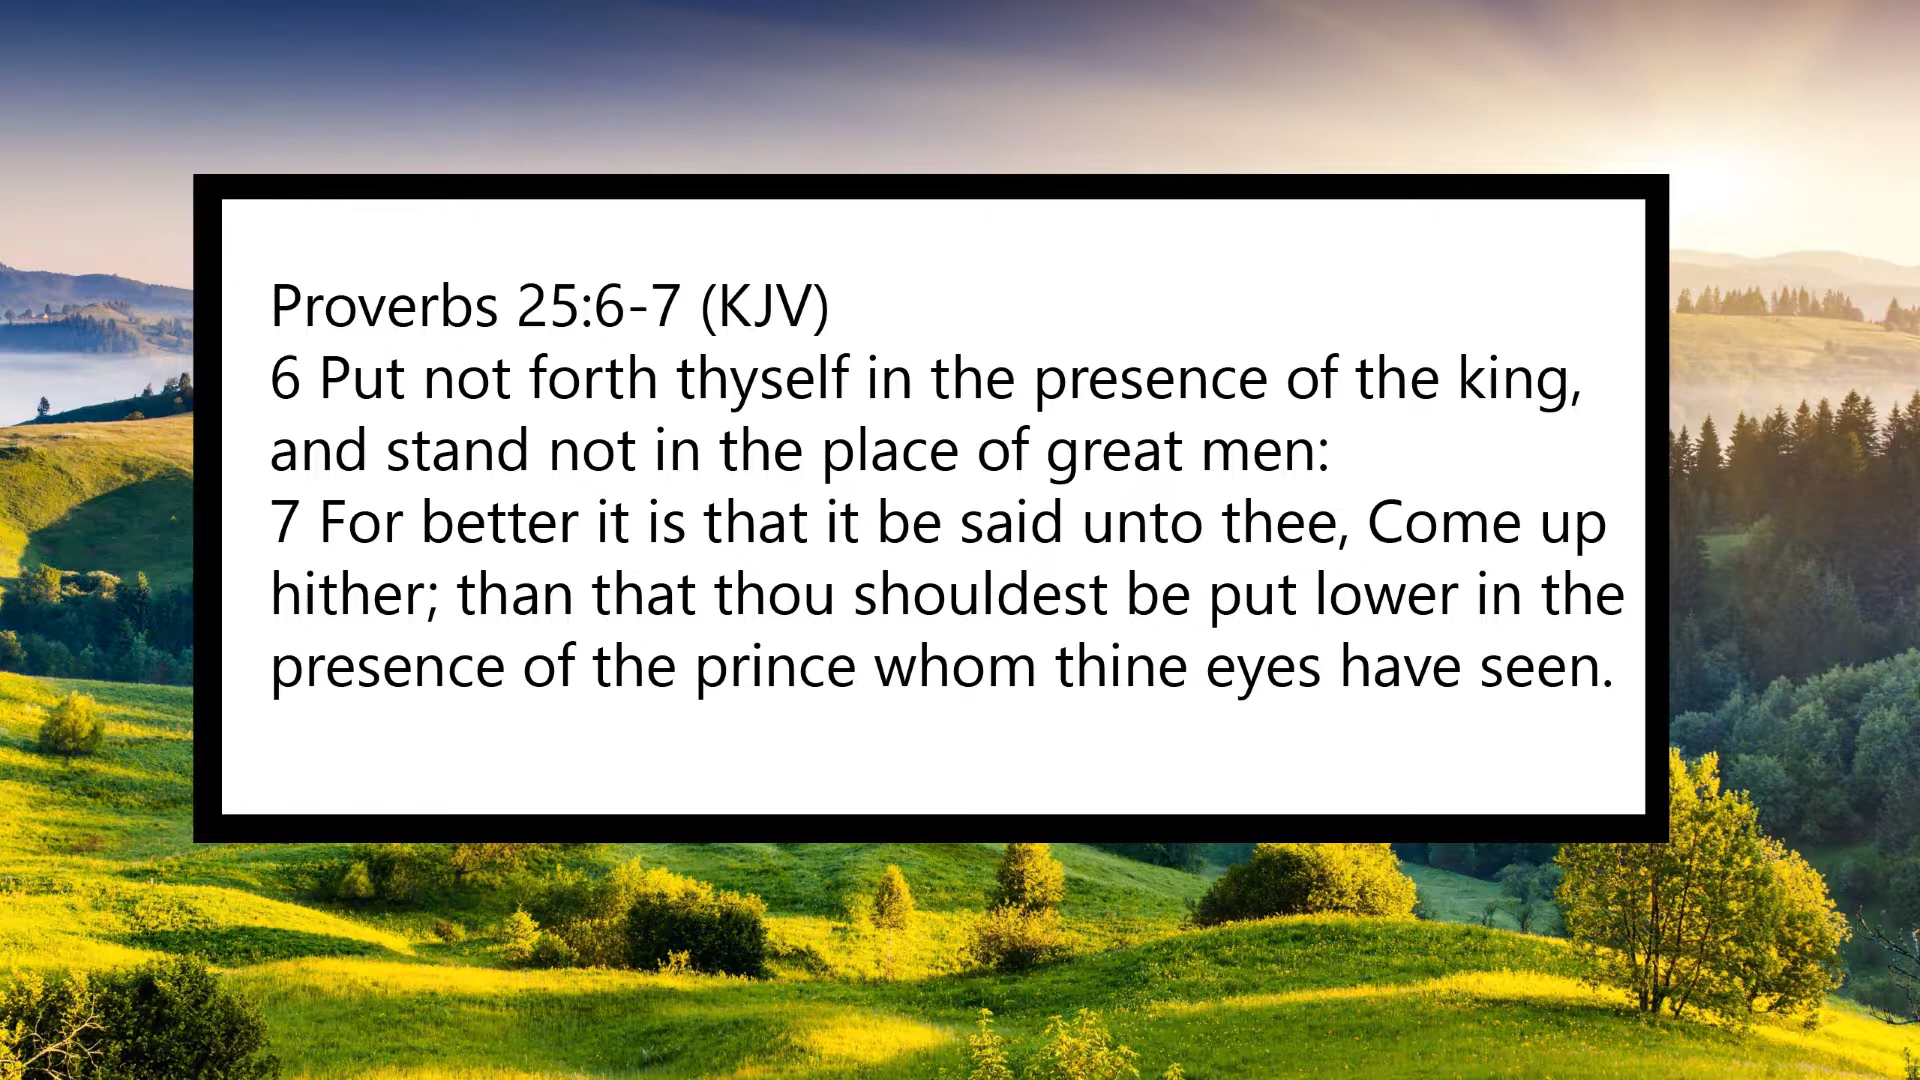 Proverbs 25:6-7 (KJV)
6 Put not forth thyself in the presence of the king,
and stand not in the place of great men:
7 For better it is that it be said unto thee, Come up
hither; than that thou shouldest be put lower in the
presence of the prince whom thine eyes have seen.